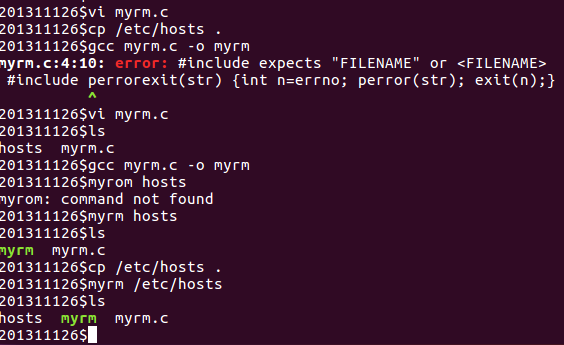 201311126$vi myrm.c
201311126$cp /etc/hosts .
201311126$gcc myrm.c -o myrm
myrm.c:4:10: error: #include expects "FILENAME" or <FILENAME>
 #include perrorexit(str) {int n=errno; perror(str); exit(n);}
          ^
201311126$vi myrm.c
201311126$ls
hosts  myrm.c
201311126$gcc myrm.c -o myrm
201311126$myrom hosts
myrom: command not found
201311126$myrm hosts
201311126$ls
myrm  myrm.c
201311126$cp /etc/hosts .
201311126$myrm /etc/hosts
201311126$ls
hosts  myrm  myrm.c
201311126$